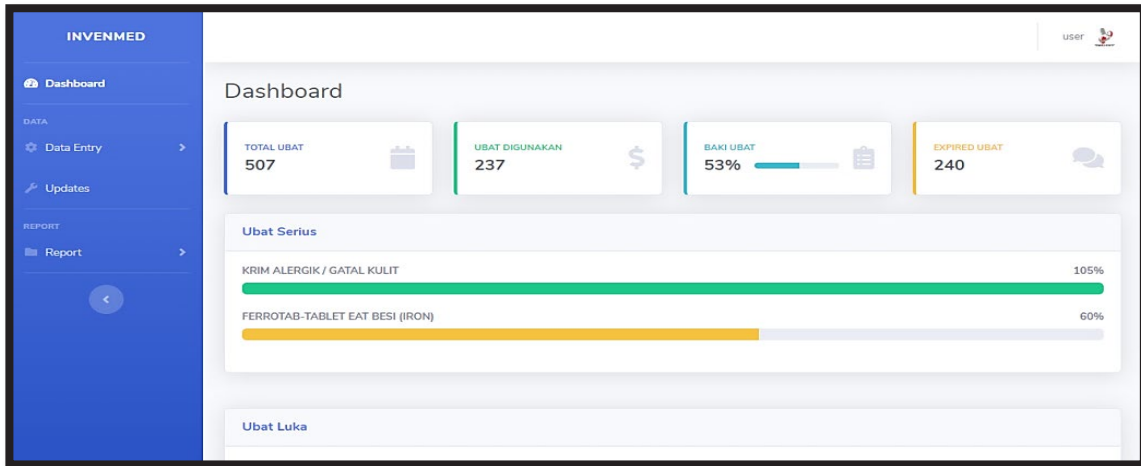 INVENMED
user
Dashboard
DATA
Data Entry
Updates
REPORT
Report
Dashboard
TOTAL UBAT
507
UBAT DIGUNAKAN
237
BAKI UBAT
53%
EXPIRED UBAT
240
Ubat Serius
KRIM ALERGIK / GATAL KULIT 105%
FERROTAB-TABLET EAT BESI (IRON) 60%
Ubat Luka